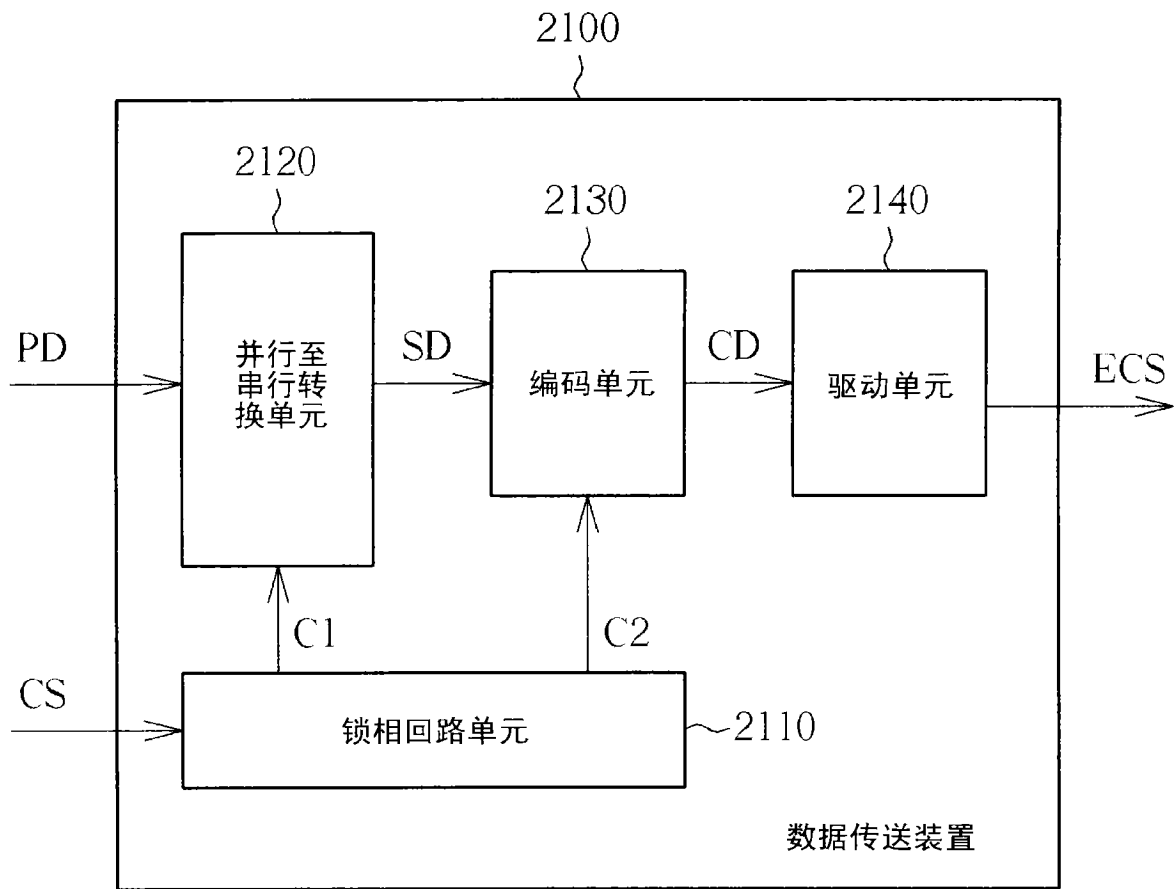 2100
2120
2130
2140
PD
并行至
串行转
换单元
SD
编码单元
CD
驱动单元
ECS
C1
C2
CS
锁相回路单元
2110
数据传送装置